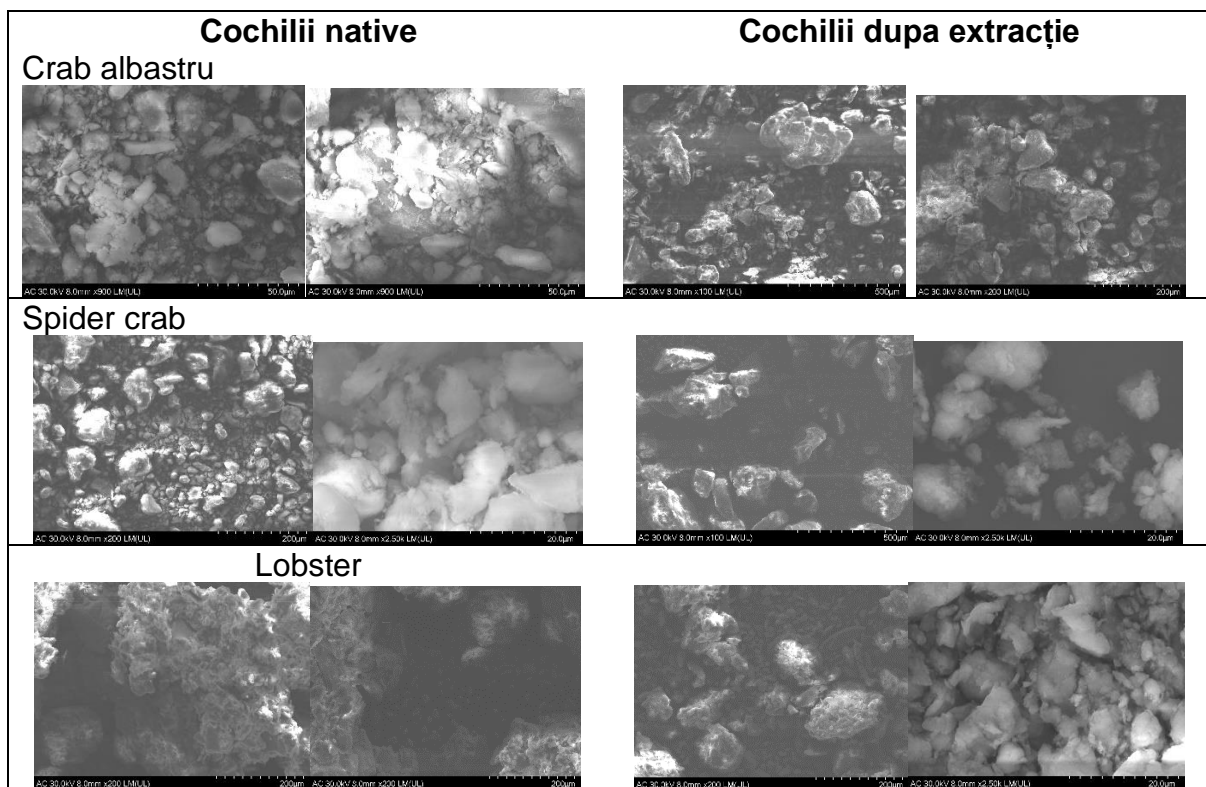 Cochilii native
Cochilii dupa extracție
Crab albastru
AC 30.0kV 8.0mm x900 LM(UL) 50.0µm
AC 30.0kV 8.0mm x900 LM(UL) 50.0µm
AC 30.0kV 8.0mm x100 LM(UL) 500µm
AC 30.0kV 8.0mm x200 LM(UL) 200µm
Spider crab
AC 30.0kV 8.0mm x200 LM(UL) 200µm
AC 30.0kV 8.0mm x2.50k LM(UL) 20.0µm
AC 30.0kV 8.0mm x100 LM(UL) 500µm
AC 30.0kV 8.0mm x2.50k LM(UL) 20.0µm
Lobster
AC 30.0kV 8.0mm x200 LM(UL) 200µm
AC 30.0kV 8.0mm x200 LM(UL) 200µm
AC 30.0kV 8.0mm x200 LM(UL) 200µm
AC 30.0kV 8.0mm x2.50k LM(UL) 20.0µm